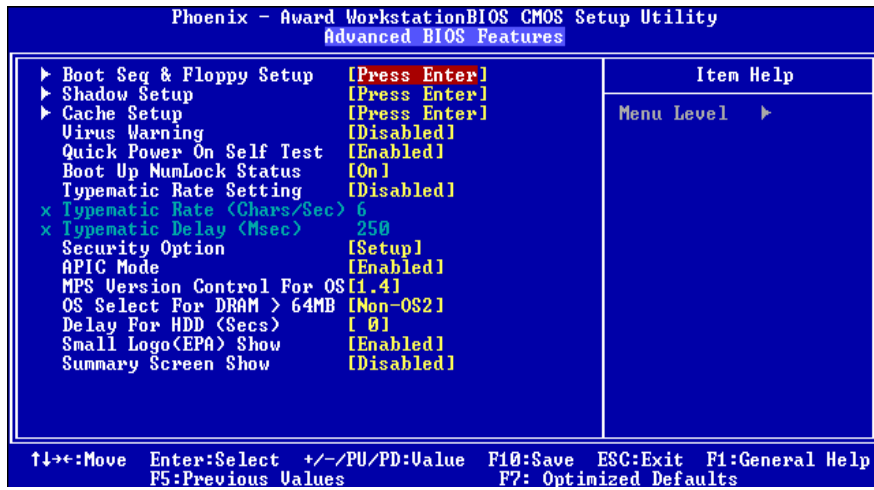 Phoenix - Award WorkstationBIOS CMOS Setup Utility
Advanced BIOS Features
Boot Seq & Floppy Setup [Press Enter]
Shadow Setup [Press Enter]
Cache Setup [Press Enter]
Virus Warning [Disabled]
Quick Power On Self Test [Enabled]
Boot Up NumLock Status [On]
Typematic Rate Setting [Disabled]
x Typematic Rate (Chars/Sec) 6
x Typematic Delay (Msec) 250
Security Option [Setup]
APIC Mode [Enabled]
MPS Version Control For OS[1.4]
OS Select For DRAM > 64MB [Non-OS2]
Delay For HDD (Secs) [ 0]
Small Logo(EPA) Show [Enabled]
Summary Screen Show [Disabled]
Item Help
Menu Level ▶
↑↓→←:Move Enter:Select +/-/PU/PD:Value F10:Save ESC:Exit F1:General Help
F5:Previous Values F7: Optimized Defaults